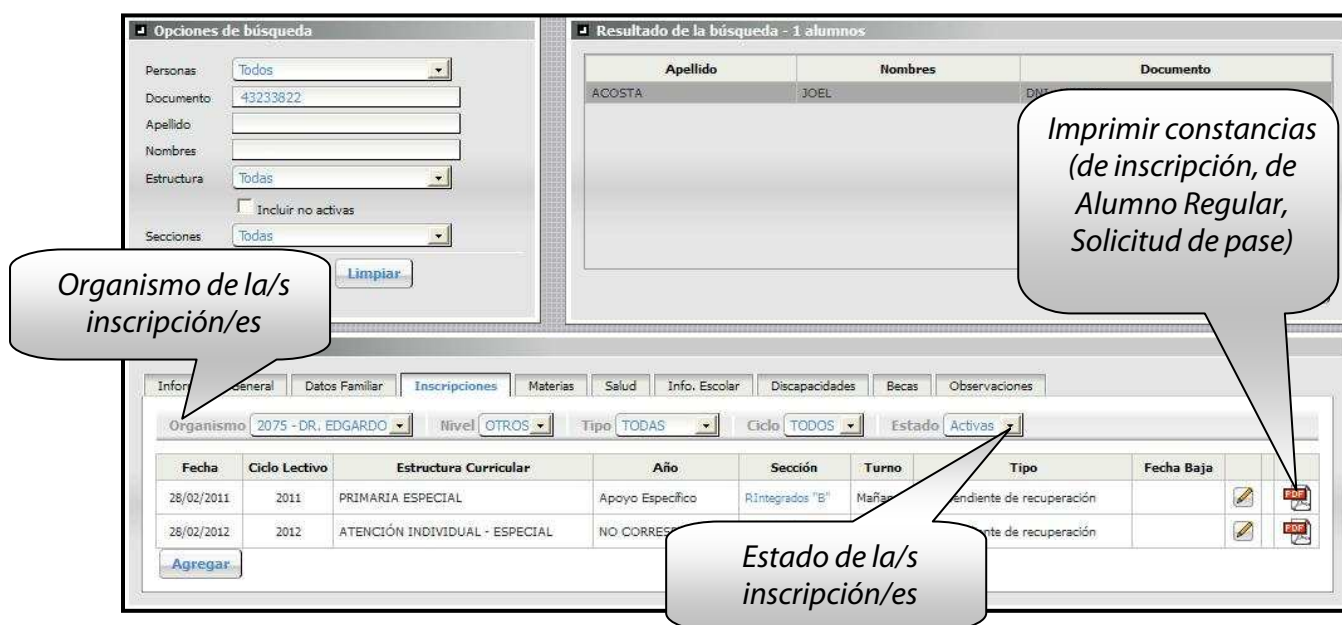 Opciones de búsqueda
Personas Todos
Documento 43233822
Apellido
Nombres
Estructura Todas
Incluir no activas
Secciones Todas
Limpiar
Resultado de la búsqueda - 1 alumnos
Apellido Nombres Documento
ACOSTA JOEL
Imprimir constancias
(de inscripción, de
Alumno Regular,
Solicitud de pase)
Organismo de la/s
inscripción/es
Datos Familiar Inscripciones Materias Salud Info. Escolar Discapacidades Becas Observaciones
Organismo 2075 - DR. EDGARDO Nivel OTROS Tipo TODAS Ciclo TODOS Estado Activas
Fecha Ciclo Lectivo Estructura Curricular Año Sección Turno Tipo Fecha Baja
28/02/2011 2011 PRIMARIA ESPECIAL Apoyo Específico RIntegrados "B" de recuperación PDF
28/02/2012 2012 ATENCIÓN INDIVIDUAL - ESPECIAL NO de recuperación PDF
Agregar
Estado de la/s
inscripción/es